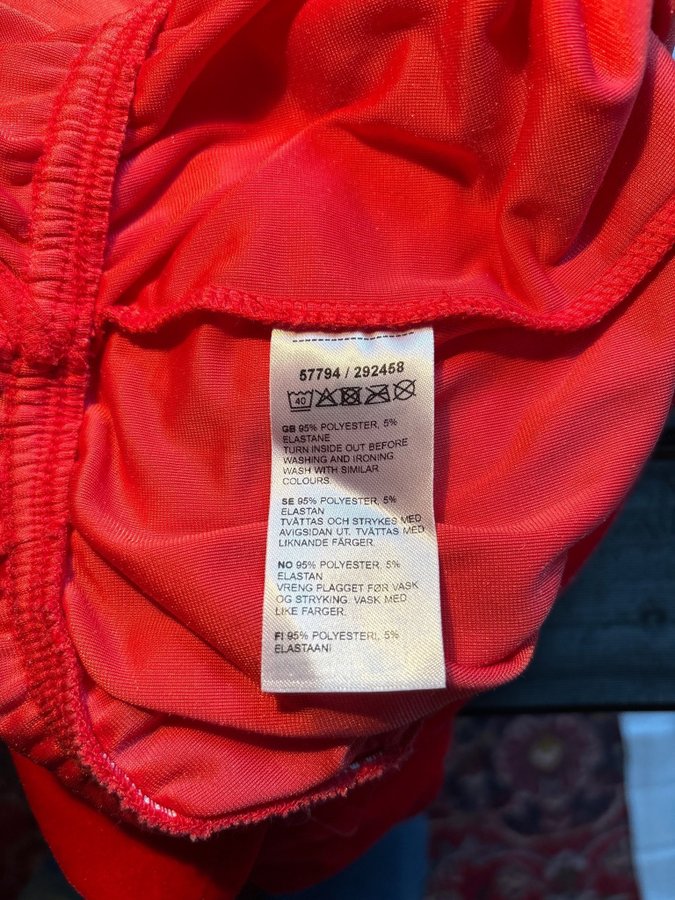 57794 / 292458
40
GB 95% POLYESTER, 5%
ELASTANE
TURN INSIDE OUT BEFORE
WASHING AND IRONING.
WASH WITH SIMILAR
COLOURS.
SE 95% POLYESTER, 5%
ELASTAN
TVÄTTAS OCH STRYKES MED
AVIGSIDAN UT. TVÄTTAS MED
LIKNANDE FÄRGER.
NO 95% POLYESTER, 5%
ELASTAN
VRENG PLAGGET FØR VASK
OG STRYKING. VASK MED
LIKE FARGER.
FI 95% POLYESTERI, 5%
ELASTAANI